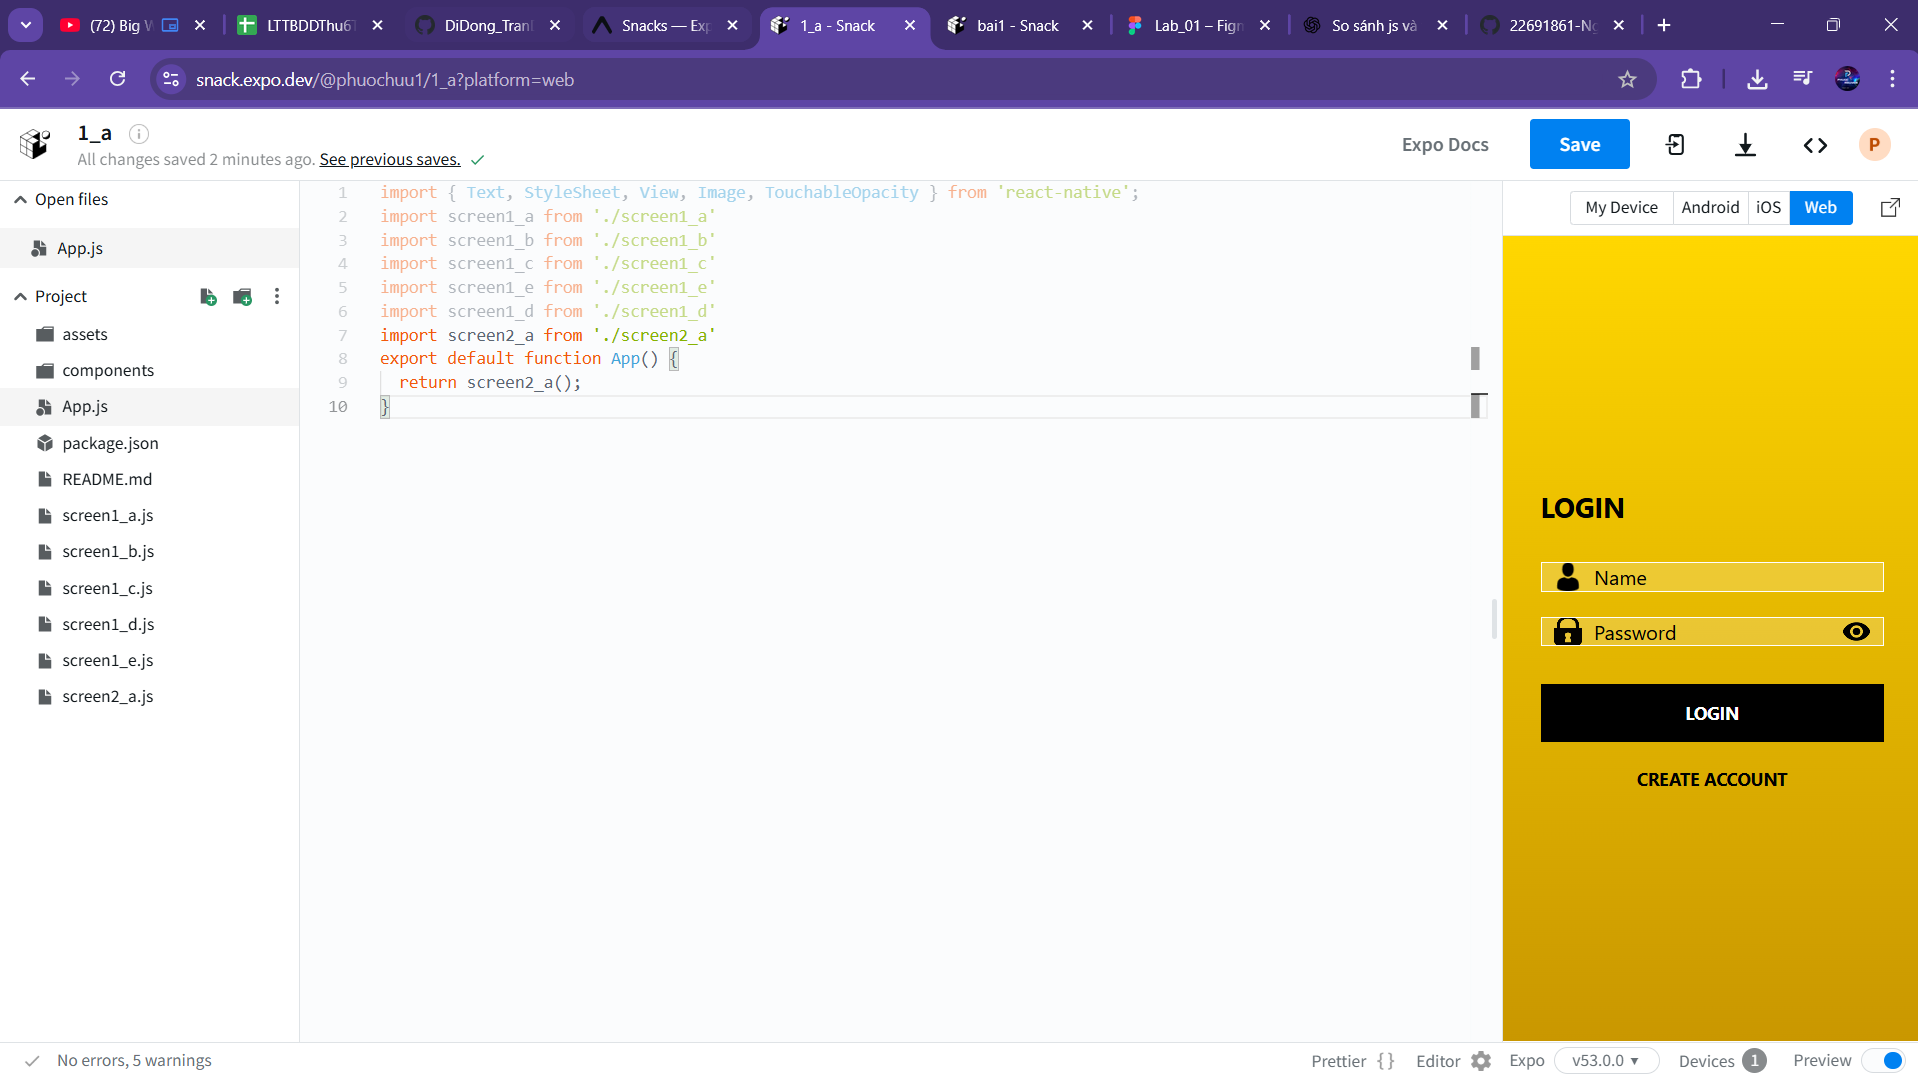 (72) Big W
LTTBDDThu6T
DiDong_Tran
Snacks — Exp
1_a - Snack
bai1 - Snack
Lab_01 – Figm
So sánh js và
22691861-Ng
snack.expo.dev/@phuochuu1/1_a?platform=web
1_a
All changes saved 2 minutes ago. See previous saves.
Expo Docs
Save
P
Open files
App.js
Project
assets
components
App.js
package.json
README.md
screen1_a.js
screen1_b.js
screen1_c.js
screen1_d.js
screen1_e.js
screen2_a.js
1 import { Text, StyleSheet, View, Image, TouchableOpacity } from 'react-native';
2 import screen1_a from './screen1_a'
3 import screen1_b from './screen1_b'
4 import screen1_c from './screen1_c'
5 import screen1_e from './screen1_e'
6 import screen1_d from './screen1_d'
7 import screen2_a from './screen2_a'
8 export default function App() {
9 return screen2_a();
10 }
My Device
Android
iOS
Web
LOGIN
Name
Password
LOGIN
CREATE ACCOUNT
No errors, 5 warnings
Prettier { }
Editor
Expo
v53.0.0
Devices 1
Preview